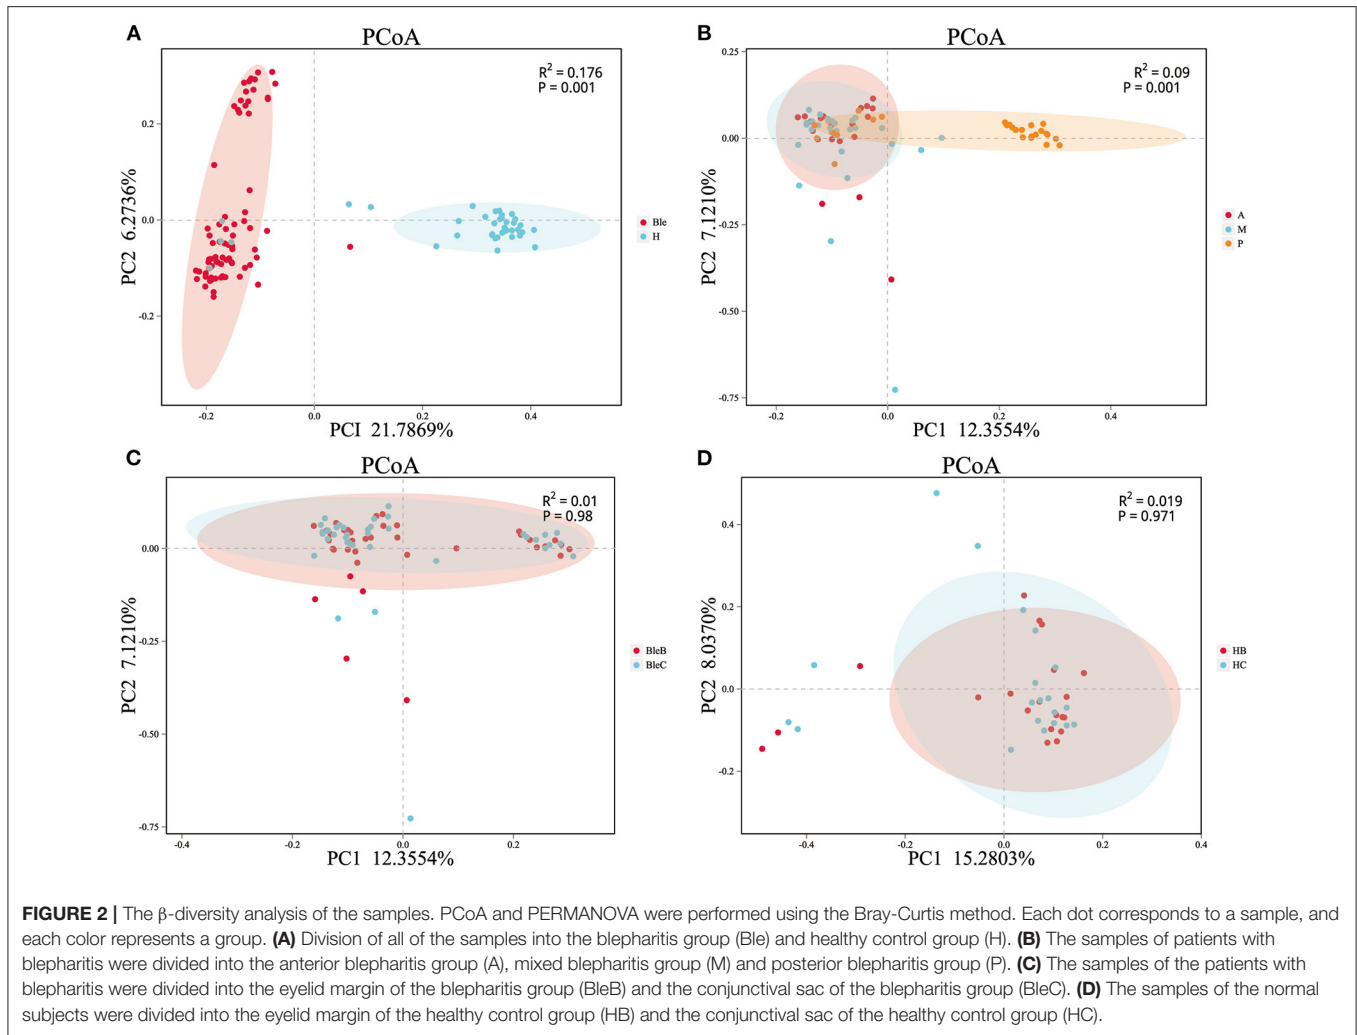 A
PCoA
R² = 0.176
P = 0.001
0.2
0.0
-0.2
PC2 6.2736%
-0.2
0.0
0.2
0.4
PCI 21.7869%
Ble
H
B
PCoA
R² = 0.09
P = 0.001
0.25
0.00
-0.25
-0.50
-0.75
PC2 7.1210%
-0.2
0.0
0.2
0.4
PC1 12.3554%
A
M
P
C
PCoA
R² = 0.01
P = 0.98
0.00
-0.25
-0.50
-0.75
PC2 7.1210%
-0.4
-0.2
0.0
0.2
PC1 12.3554%
BleB
BleC
D
PCoA
R² = 0.019
P = 0.971
0.4
0.2
0.0
-0.2
PC2 8.0370%
-0.4
-0.2
0.0
0.2
0.4
PC1 15.2803%
HB
HC
FIGURE 2 | The β-diversity analysis of the samples. PCoA and PERMANOVA were performed using the Bray-Curtis method. Each dot corresponds to a sample, and
each color represents a group. (A) Division of all of the samples into the blepharitis group (Ble) and healthy control group (H). (B) The samples of patients with
blepharitis were divided into the anterior blepharitis group (A), mixed blepharitis group (M) and posterior blepharitis group (P). (C) The samples of the patients with
blepharitis were divided into the eyelid margin of the blepharitis group (BleB) and the conjunctival sac of the blepharitis group (BleC). (D) The samples of the normal
subjects were divided into the eyelid margin of the healthy control group (HB) and the conjunctival sac of the healthy control group (HC).